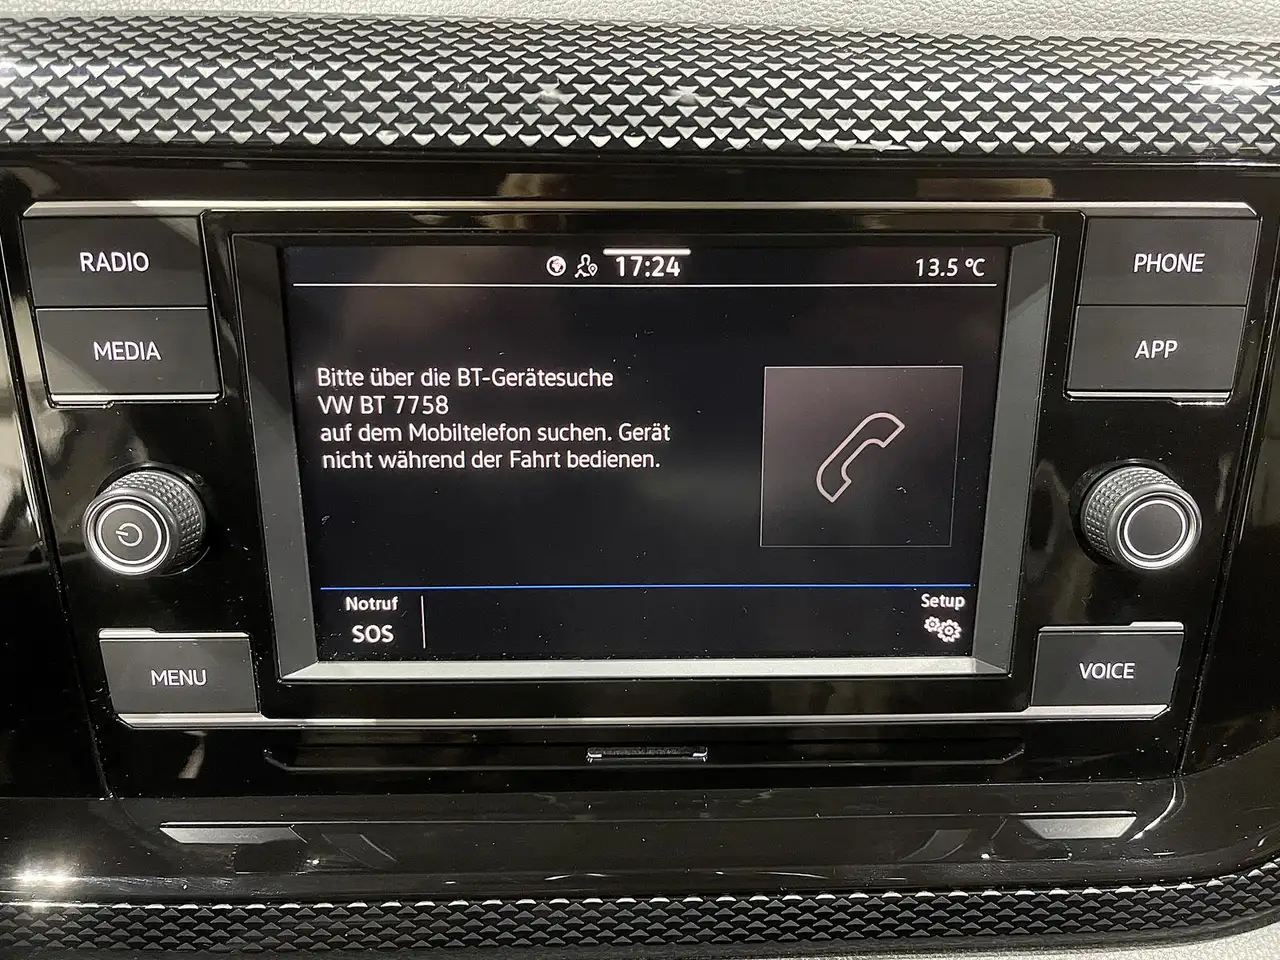 RADIO
MEDIA
MENU
17:24
13.5 °C
Bitte über die BT-Gerätesuche
VW BT 7758
auf dem Mobiltelefon suchen. Gerät
nicht während der Fahrt bedienen.
Notruf
SOS
Setup
PHONE
APP
VOICE